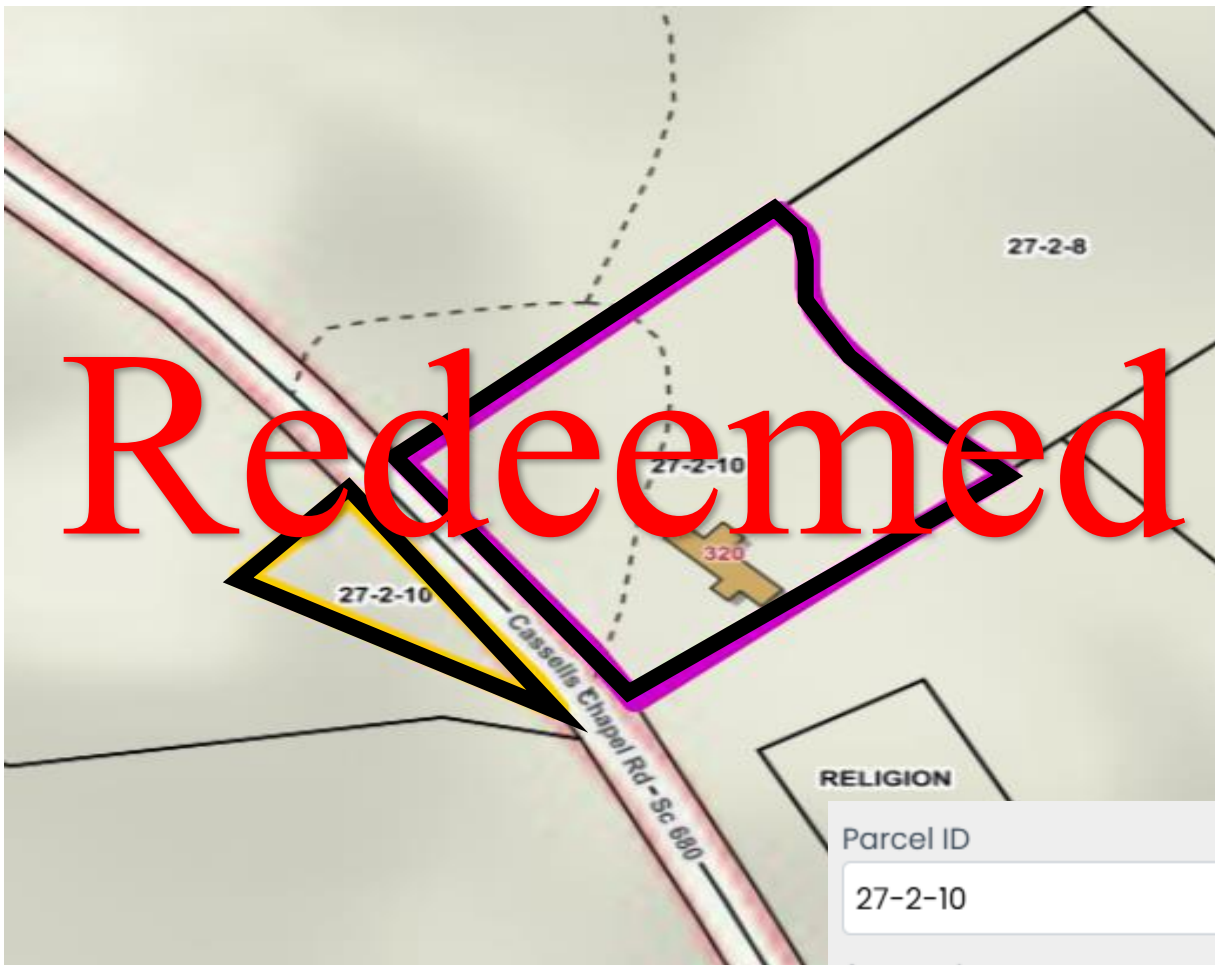 27-2-8
Redeemed
27-2-10
320
27-2-10
Cassells Chapel Rd - Sc 680
RELIGION
Parcel ID
27-2-10